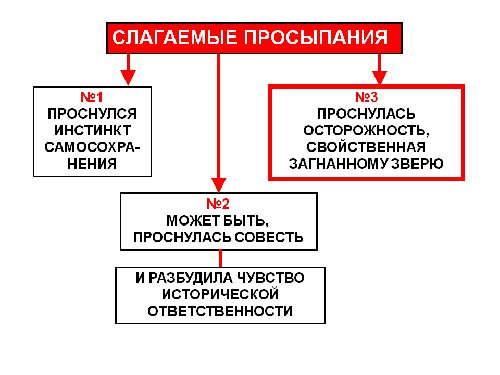 СЛАГАЕМЫЕ ПРОСЫПАНИЯ
№1
ПРОСНУЛСЯ
ИНСТИНКТ
САМОСОХРА-
НЕНИЯ
№3
ПРОСНУЛАСЬ
ОСТОРОЖНОСТЬ,
СВОЙСТВЕННАЯ
ЗАГНАННОМУ ЗВЕРЮ
№2
МОЖЕТ БЫТЬ,
ПРОСНУЛАСЬ СОВЕСТЬ
И РАЗБУДИЛА ЧУВСТВО
ИСТОРИЧЕСКОЙ
ОТВЕТСТВЕННОСТИ